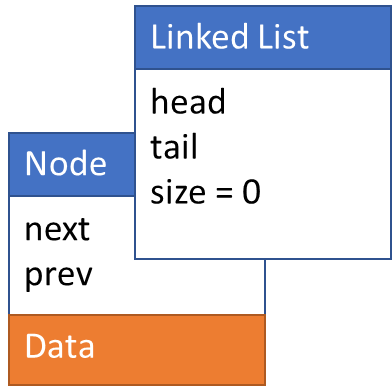 Linked List
head
tail
size = 0
Node
next
prev
Data